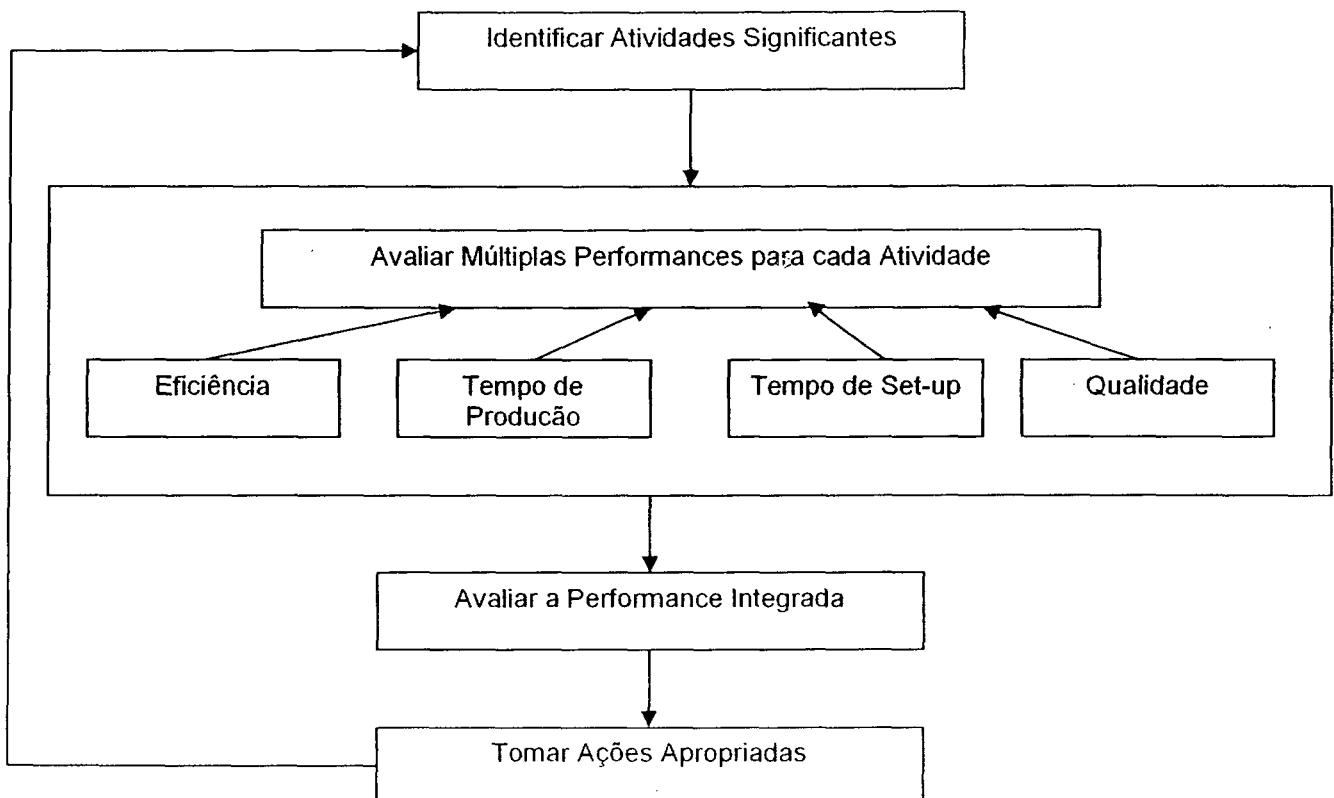 Identificar Atividades Significantes
Avaliar Múltiplas Performances para cada Atividade
Eficiência
Tempo de
Produção
Tempo de Set-up
Qualidade
Avaliar a Performance Integrada
Tomar Ações Apropriadas